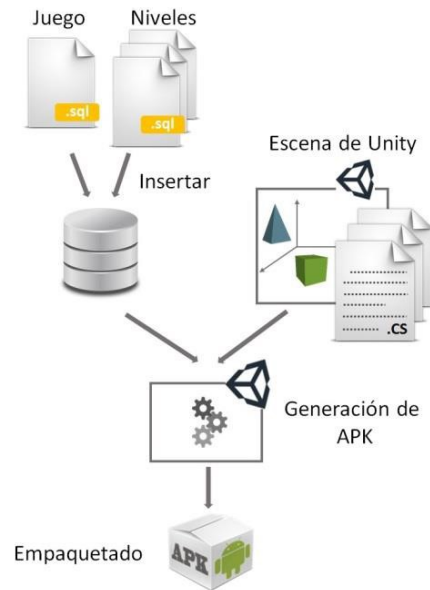 Juego
Niveles
.sql
.sql
Insertar
Escena de Unity
.cs
Generación de
APK
Empaquetado
APK